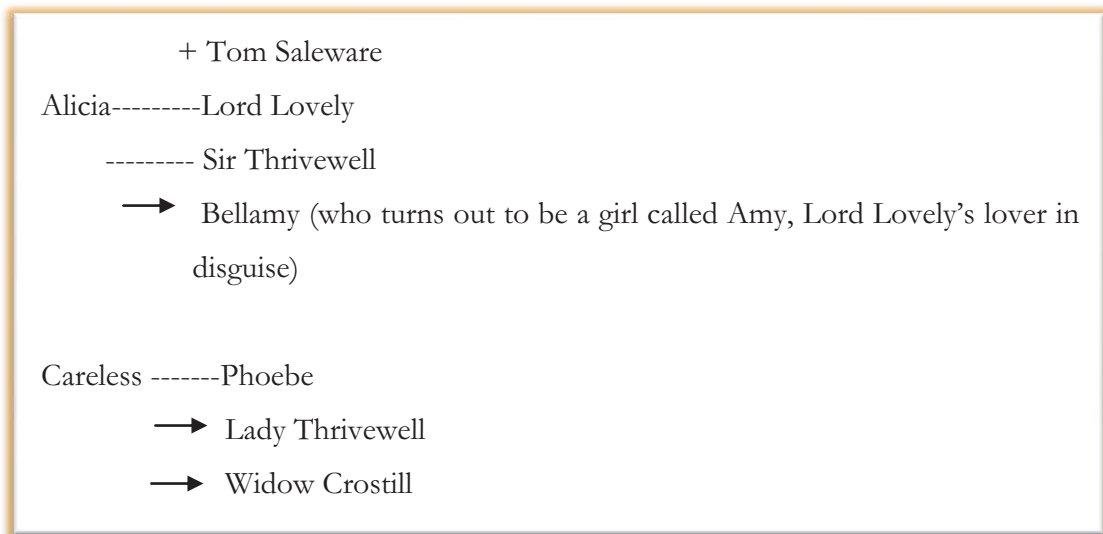 + Tom Saleware
Alicia---------Lord Lovely
--------- Sir Thrivewell
→ Bellamy (who turns out to be a girl called Amy, Lord Lovely’s lover in
disguise)
Careless -------Phoebe
→ Lady Thrivewell
→ Widow Crostill